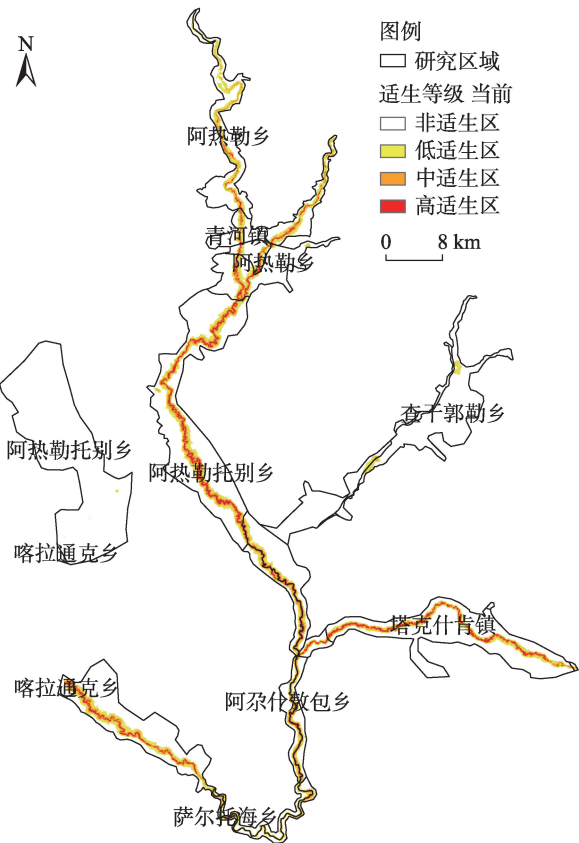 N
图例
研究区域
适生等级 当前
非适生区
低适生区
中适生区
高适生区
0 8 km
阿热勒乡
青河镇
阿热勒乡
查干郭勒乡
阿热勒托别乡
阿热勒托别乡
喀拉通克乡
塔克什肯镇
喀拉通克乡
阿尕什敖包乡
萨尔托海乡